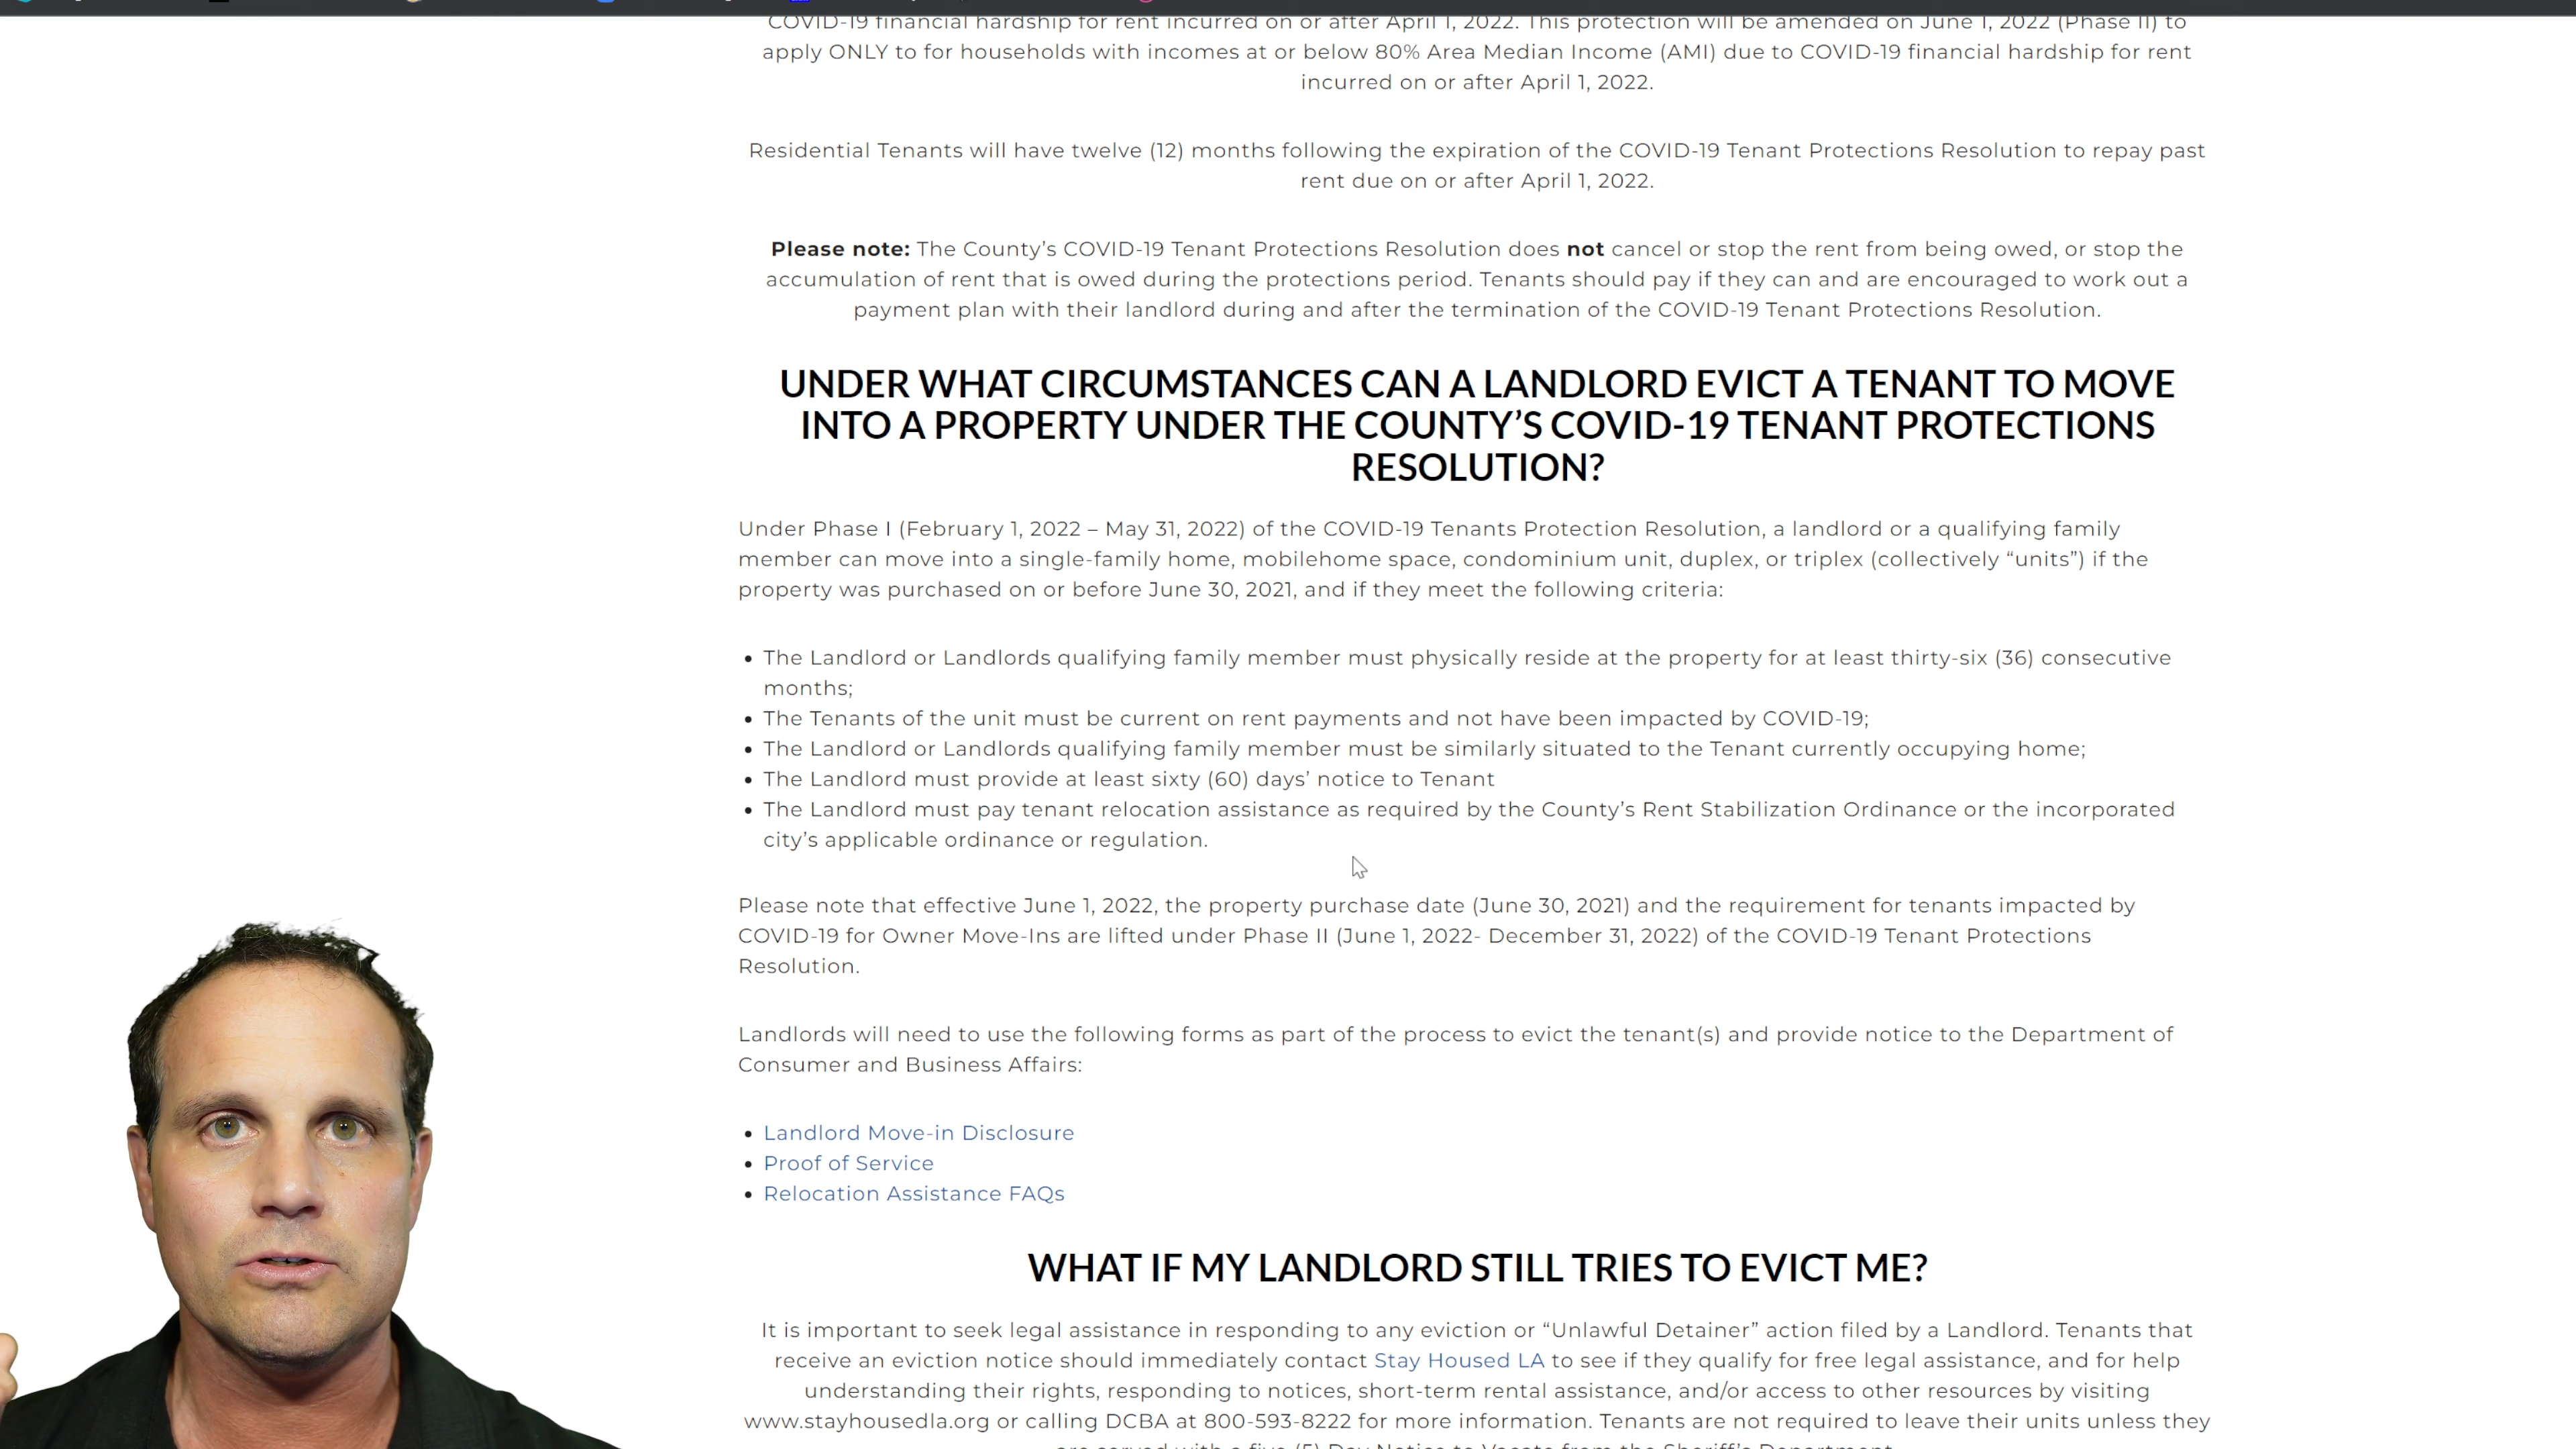 COVID-19 financial hardship for rent incurred on or after April 1, 2022. This protection will be amended on June 1, 2022 (Phase II) to
apply ONLY to for households with incomes at or below 80% Area Median Income (AMI) due to COVID-19 financial hardship for rent
incurred on or after April 1, 2022.
Residential Tenants will have twelve (12) months following the expiration of the COVID-19 Tenant Protections Resolution to repay past
rent due on or after April 1, 2022.
Please note: The County’s COVID-19 Tenant Protections Resolution does not cancel or stop the rent from being owed, or stop the
accumulation of rent that is owed during the protections period. Tenants should pay if they can and are encouraged to work out a
payment plan with their landlord during and after the termination of the COVID-19 Tenant Protections Resolution.
UNDER WHAT CIRCUMSTANCES CAN A LANDLORD EVICT A TENANT TO MOVE
INTO A PROPERTY UNDER THE COUNTY’S COVID-19 TENANT PROTECTIONS
RESOLUTION?
Under Phase I (February 1, 2022 – May 31, 2022) of the COVID-19 Tenants Protection Resolution, a landlord or a qualifying family
member can move into a single-family home, mobilehome space, condominium unit, duplex, or triplex (collectively “units”) if the
property was purchased on or before June 30, 2021, and if they meet the following criteria:
• The Landlord or Landlords qualifying family member must physically reside at the property for at least thirty-six (36) consecutive
months;
• The Tenants of the unit must be current on rent payments and not have been impacted by COVID-19;
• The Landlord or Landlords qualifying family member must be similarly situated to the Tenant currently occupying home;
• The Landlord must provide at least sixty (60) days’ notice to Tenant
• The Landlord must pay tenant relocation assistance as required by the County’s Rent Stabilization Ordinance or the incorporated
city’s applicable ordinance or regulation.
Please note that effective June 1, 2022, the property purchase date (June 30, 2021) and the requirement for tenants impacted by
COVID-19 for Owner Move-Ins are lifted under Phase II (June 1, 2022- December 31, 2022) of the COVID-19 Tenant Protections
Resolution.
Landlords will need to use the following forms as part of the process to evict the tenant(s) and provide notice to the Department of
Consumer and Business Affairs:
• Landlord Move-in Disclosure
• Proof of Service
• Relocation Assistance FAQs
WHAT IF MY LANDLORD STILL TRIES TO EVICT ME?
It is important to seek legal assistance in responding to any eviction or “Unlawful Detainer” action filed by a Landlord. Tenants that
receive an eviction notice should immediately contact Stay Housed LA to see if they qualify for free legal assistance, and for help
understanding their rights, responding to notices, short-term rental assistance, and/or access to other resources by visiting
www.stayhousedla.org or calling DCBA at 800-593-8222 for more information. Tenants are not required to leave their units unless they
are served with a five (5) Day Notice to Vacate from the Sheriff’s Department